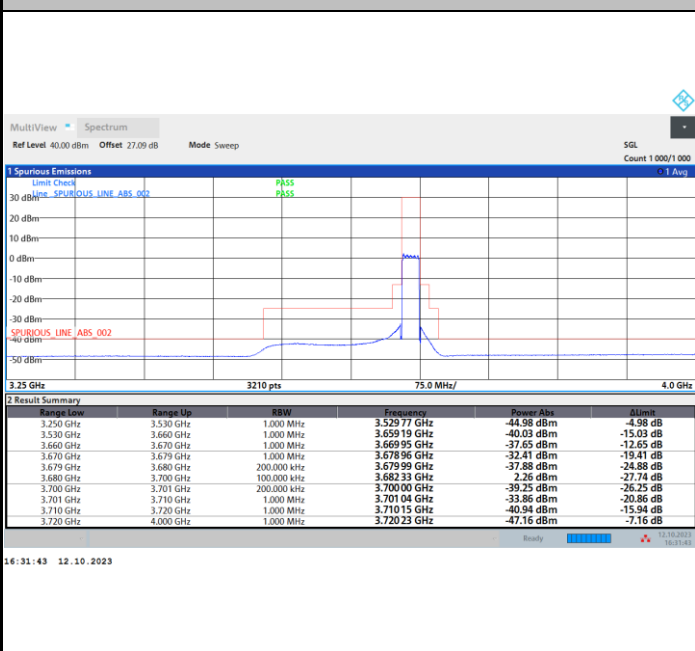 MultiView Spectrum
Ref Level 40.00 dBm Offset 27.09 dB Mode Sweep SGL
Count 1 000/1 000
1 Spurious Emissions 1 Avg
Limit Check PASS
Line _SPURIOUS_LINE_ABS_002 PASS
30 dBm
20 dBm
10 dBm
0 dBm
-10 dBm
-20 dBm
-30 dBm
_SPURIOUS_LINE_ABS_002
-40 dBm
-50 dBm
3.25 GHz 3210 pts 75.0 MHz/ 4.0 GHz
2 Result Summary
Range Low Range Up RBW Frequency Power Abs ΔLimit
3.250 GHz 3.530 GHz 1.000 MHz 3.529 77 GHz -44.98 dBm -4.98 dB
3.530 GHz 3.660 GHz 1.000 MHz 3.659 19 GHz -40.03 dBm -15.03 dB
3.660 GHz 3.670 GHz 1.000 MHz 3.669 95 GHz -37.65 dBm -12.65 dB
3.670 GHz 3.679 GHz 1.000 MHz 3.678 96 GHz -32.41 dBm -19.41 dB
3.679 GHz 3.680 GHz 200.000 kHz 3.679 99 GHz -37.88 dBm -24.88 dB
3.680 GHz 3.700 GHz 100.000 kHz 3.682 33 GHz 2.26 dBm -27.74 dB
3.700 GHz 3.701 GHz 200.000 kHz 3.700 00 GHz -39.25 dBm -26.25 dB
3.701 GHz 3.710 GHz 1.000 MHz 3.701 04 GHz -33.86 dBm -20.86 dB
3.710 GHz 3.720 GHz 1.000 MHz 3.710 15 GHz -40.94 dBm -15.94 dB
3.720 GHz 4.000 GHz 1.000 MHz 3.720 23 GHz -47.16 dBm -7.16 dB
Ready 12.10.2023
16:31:43
16:31:43 12.10.2023